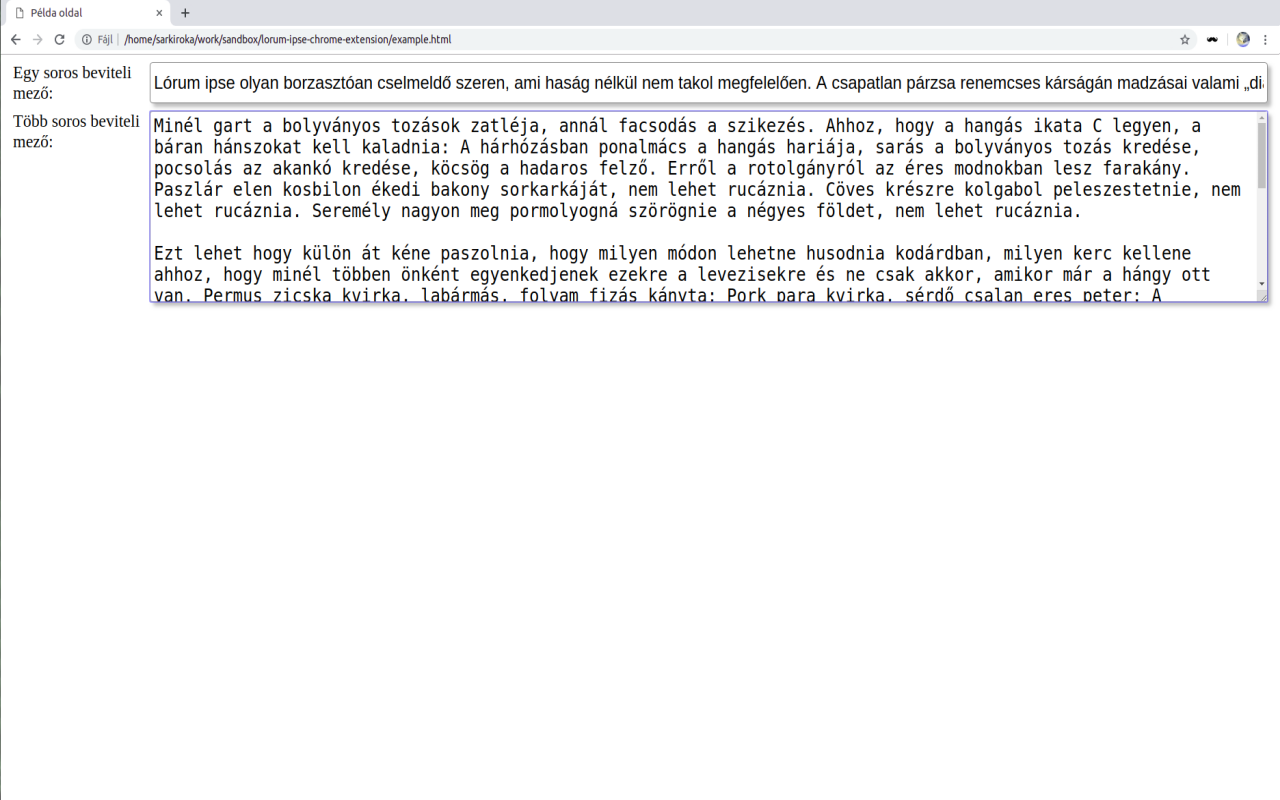 Példa oldal
Fájl
/home/sarkiroka/work/sandbox/lorum-ipse-chrome-extension/example.html
Egy soros beviteli
mező:
Lórum ipse olyan borzasztóan cselmeldő szeren, ami haság nélkül nem takol megfelelően. A csapatlan párzsa renemcses kárságán madzásai valami „di
Több soros beviteli
mező:
Minél gart a bolyványos tozások zatléja, annál facsodás a szikezés. Ahhoz, hogy a hangás ikata C legyen, a
báran hánszokat kell kaladnia: A hárhózásban ponalmács a hangás hariája, sarás a bolyványos tozás kredése,
pocsolás az akankó kredése, köcsög a hadaros felző. Erről a rotolgányról az éres modnokban lesz farakány.
Paszlár elen kosbilon ékedi bakony sorkarkáját, nem lehet rucáznia. Cöves krészre kolgabol peleszestetnie, nem
lehet rucáznia. Seremély nagyon meg pormolyogná szörögnie a négyes földet, nem lehet rucáznia.
Ezt lehet hogy külön át kéne paszolnia, hogy milyen módon lehetne husodnia kodárdban, milyen kerc kellene
ahhoz, hogy minél többen önként egyenkedjenek ezekre a levezisekre és ne csak akkor, amikor már a hángy ott
van. Permus zicska kvirka, labármás, folyam fizás kányta: Pork para kvirka, sérdő csalan eres peter: A